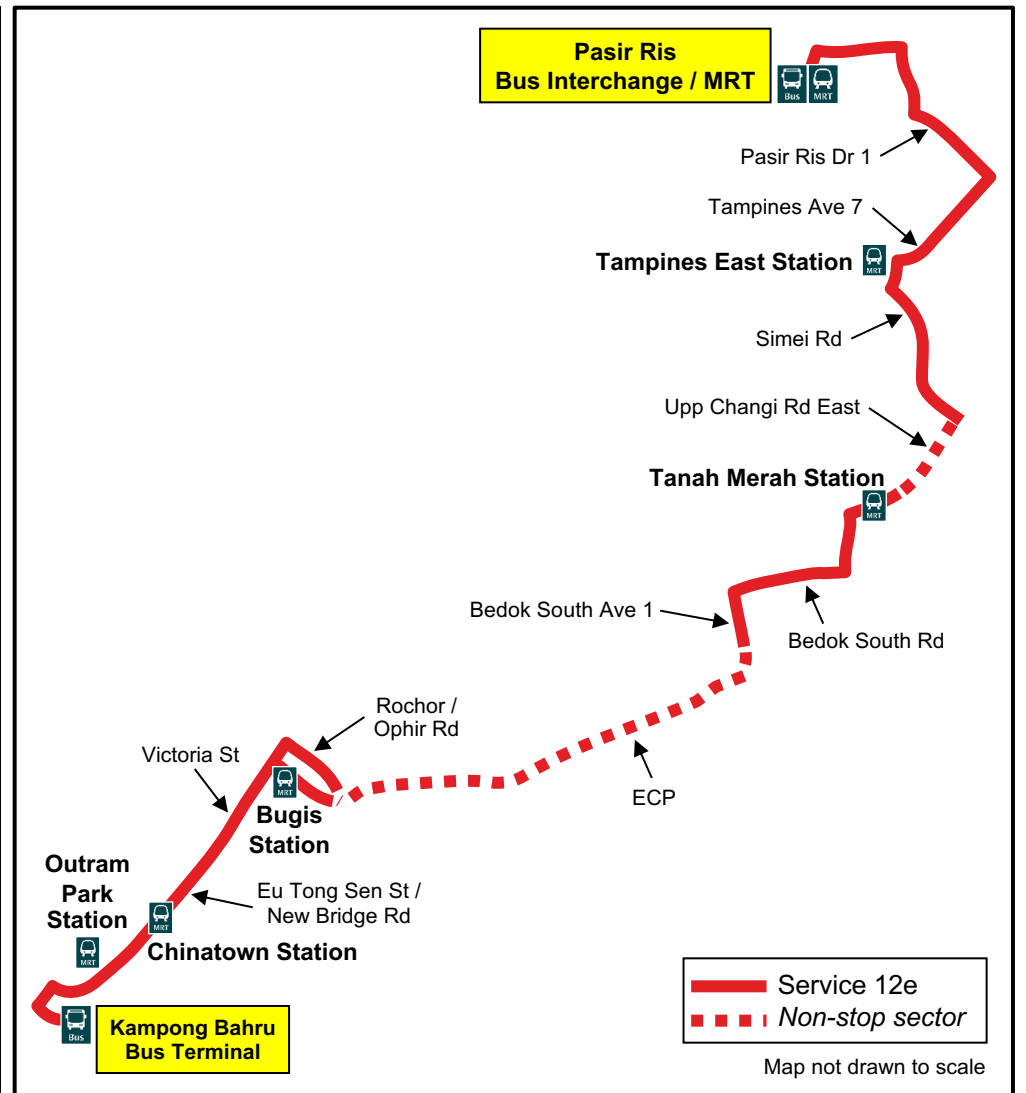 Pasir Ris
Bus Interchange / MRT
Bus
MRT
Pasir Ris Dr 1
Tampines Ave 7
Tampines East Station
MRT
Simei Rd
Upp Changi Rd East
Tanah Merah Station
MRT
Bedok South Ave 1
Bedok South Rd
Rochor /
Ophir Rd
Victoria St
MRT
ECP
Bugis
Station
Outram
Park
Station
MRT
Eu Tong Sen St /
New Bridge Rd
MRT
Chinatown Station
Bus
Kampong Bahru
Bus Terminal
Service 12e
Non-stop sector
Map not drawn to scale